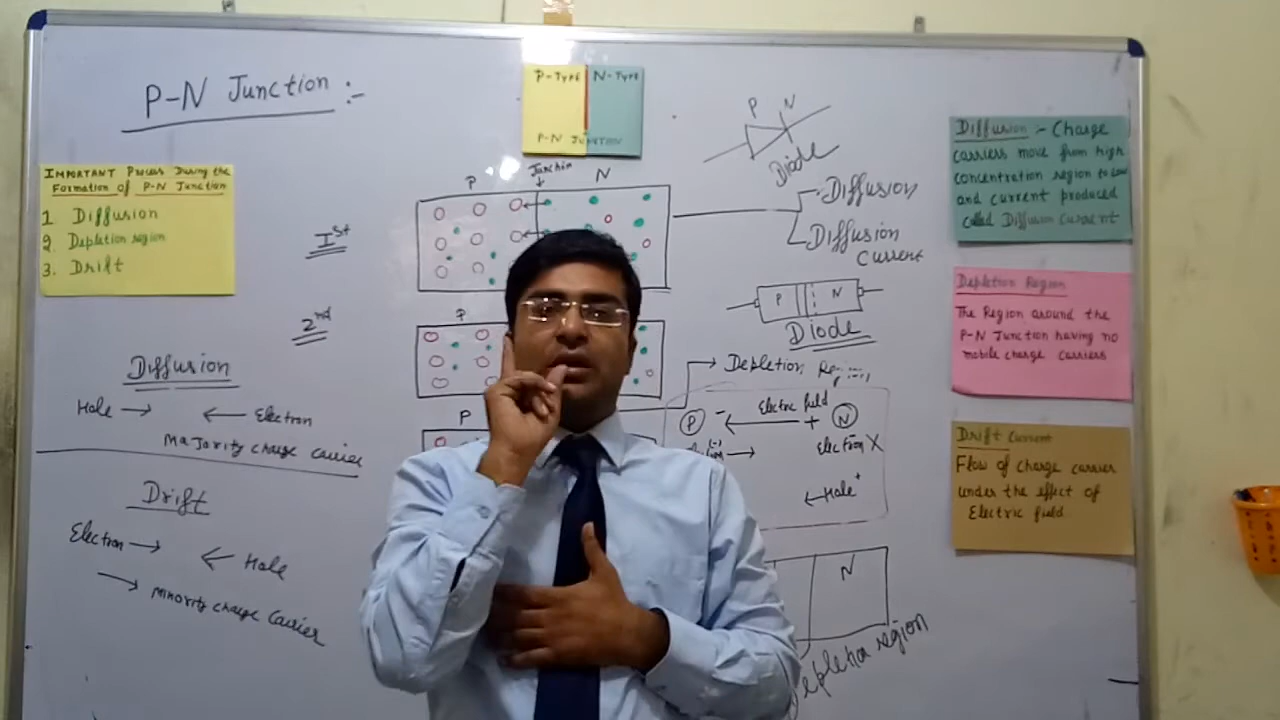 P-N Junction :-
P-TYPE N-TYPE
P-N JUNCTION
IMPORTANT Process During the
Formation of P-N Junction
1. Diffusion
2. Depletion region
3. Drift
Ist
2nd
Diffusion
Hole → ← Electron
Majority charge carrier
Drift
Electron → ← Hole
→ minority charge carrier
P
Junction
N
P
P
P N
Diode
Diffusion
Diffusion
Current
P N
Diode
→ Depletion Region
P - ← Electric field + N
→ Electron X
← Hole+
N
Depletion region
Diffusion :- Charge
carriers move from high
concentration region to low
and current produced
called Diffusion Current
Depletion Region
The Region around the
P-N Junction having no
mobile charge carriers
Drift Current
Flow of charge carrier
under the effect of
Electric field